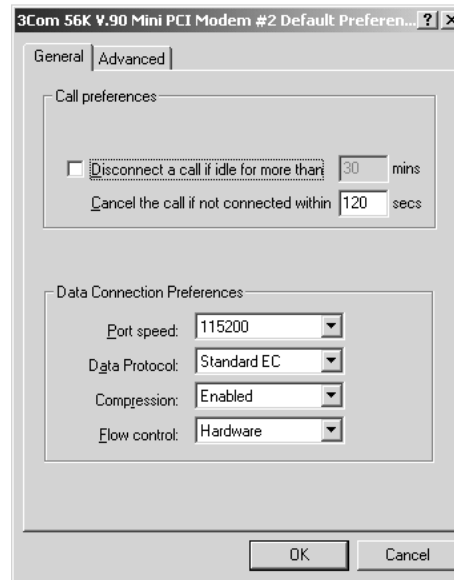 3Com 56K V.90 Mini PCI Modem #2 Default Preferen... ? X
General Advanced
Call preferences
Disconnect a call if idle for more than 30 mins
Cancel the call if not connected within 120 secs
Data Connection Preferences
Port speed: 115200
Data Protocol: Standard EC
Compression: Enabled
Flow control: Hardware
OK Cancel